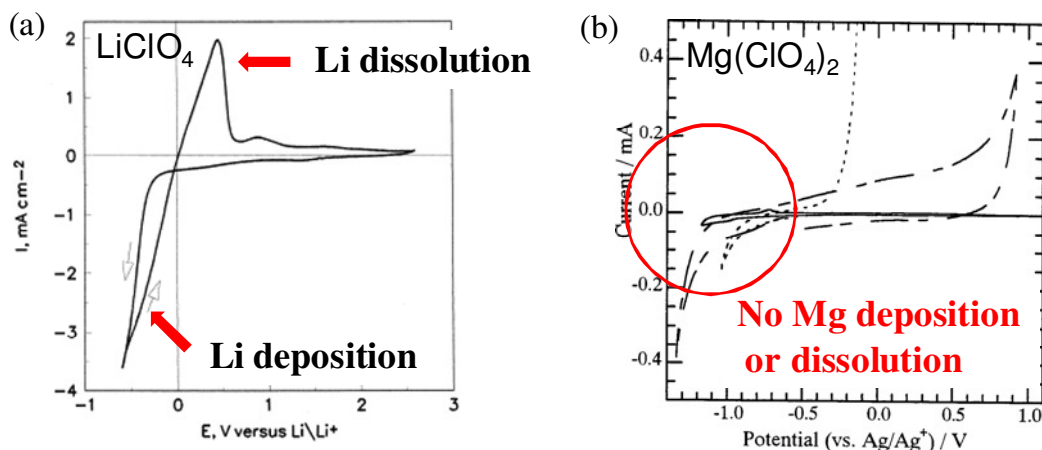 (a)
LiClO4
Li dissolution
Li deposition
I, mA cm-2
2
1
0
-1
-2
-3
-4
-1
0
1
2
3
E, V versus Li\Li+
(b)
Mg(ClO4)2
No Mg deposition
or dissolution
Current / mA
0.4
0.2
0.0
-0.2
-0.4
-1.0
-0.5
0.0
0.5
1.0
Potential (vs. Ag/Ag+) / V